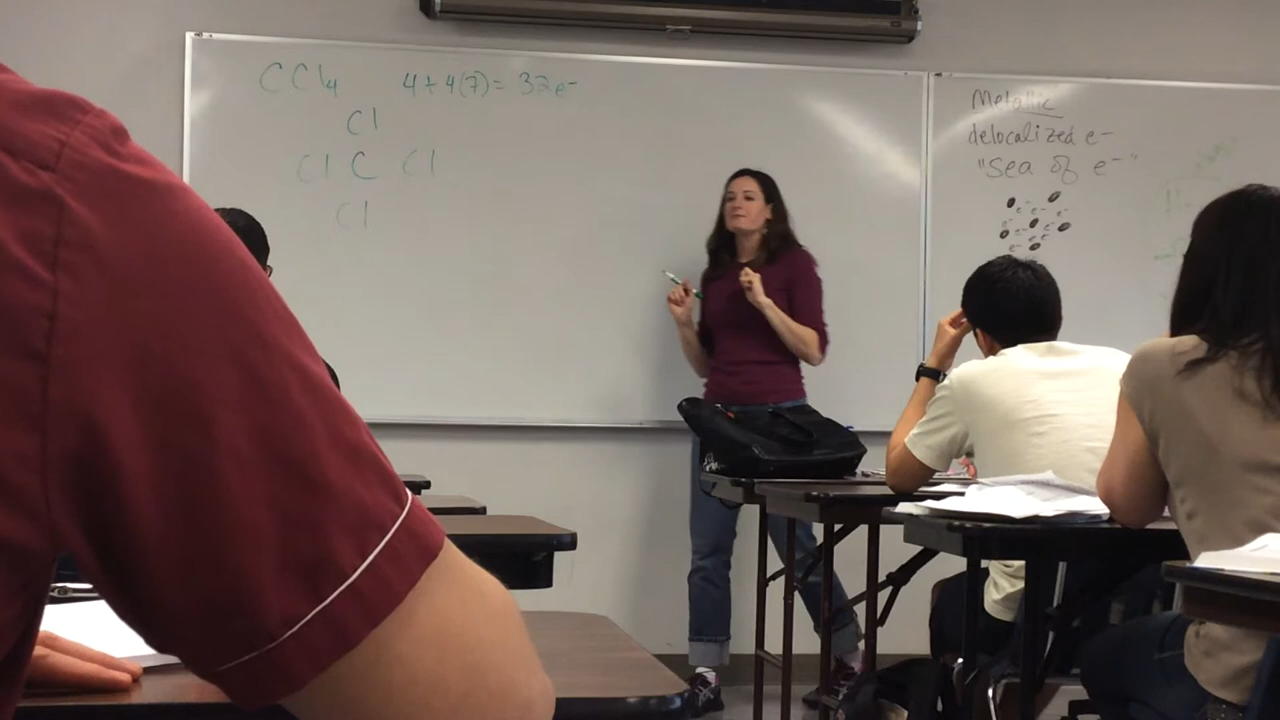 CCl₄ 4+4(7)= 32e⁻
Cl
Cl C Cl
Cl
Metallic
delocalized e⁻
"Sea of e⁻"
e⁻ e⁻ e⁻
e⁻ e⁻
e⁻ e⁻